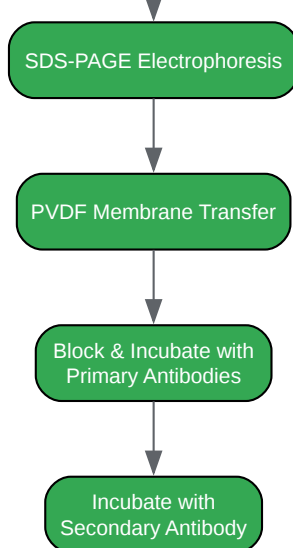 SDS-PAGE Electrophoresis
PVDF Membrane Transfer
Block & Incubate with
Primary Antibodies
Incubate with
Secondary Antibody